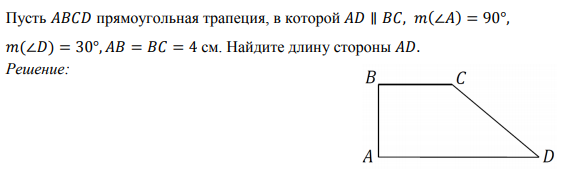 Пусть ABCD прямоугольная трапеция, в которой AD ∥ BC, m(∠A) = 90°,
m(∠D) = 30°, AB = BC = 4 см. Найдите длину стороны AD.
Решение:
B C
A D